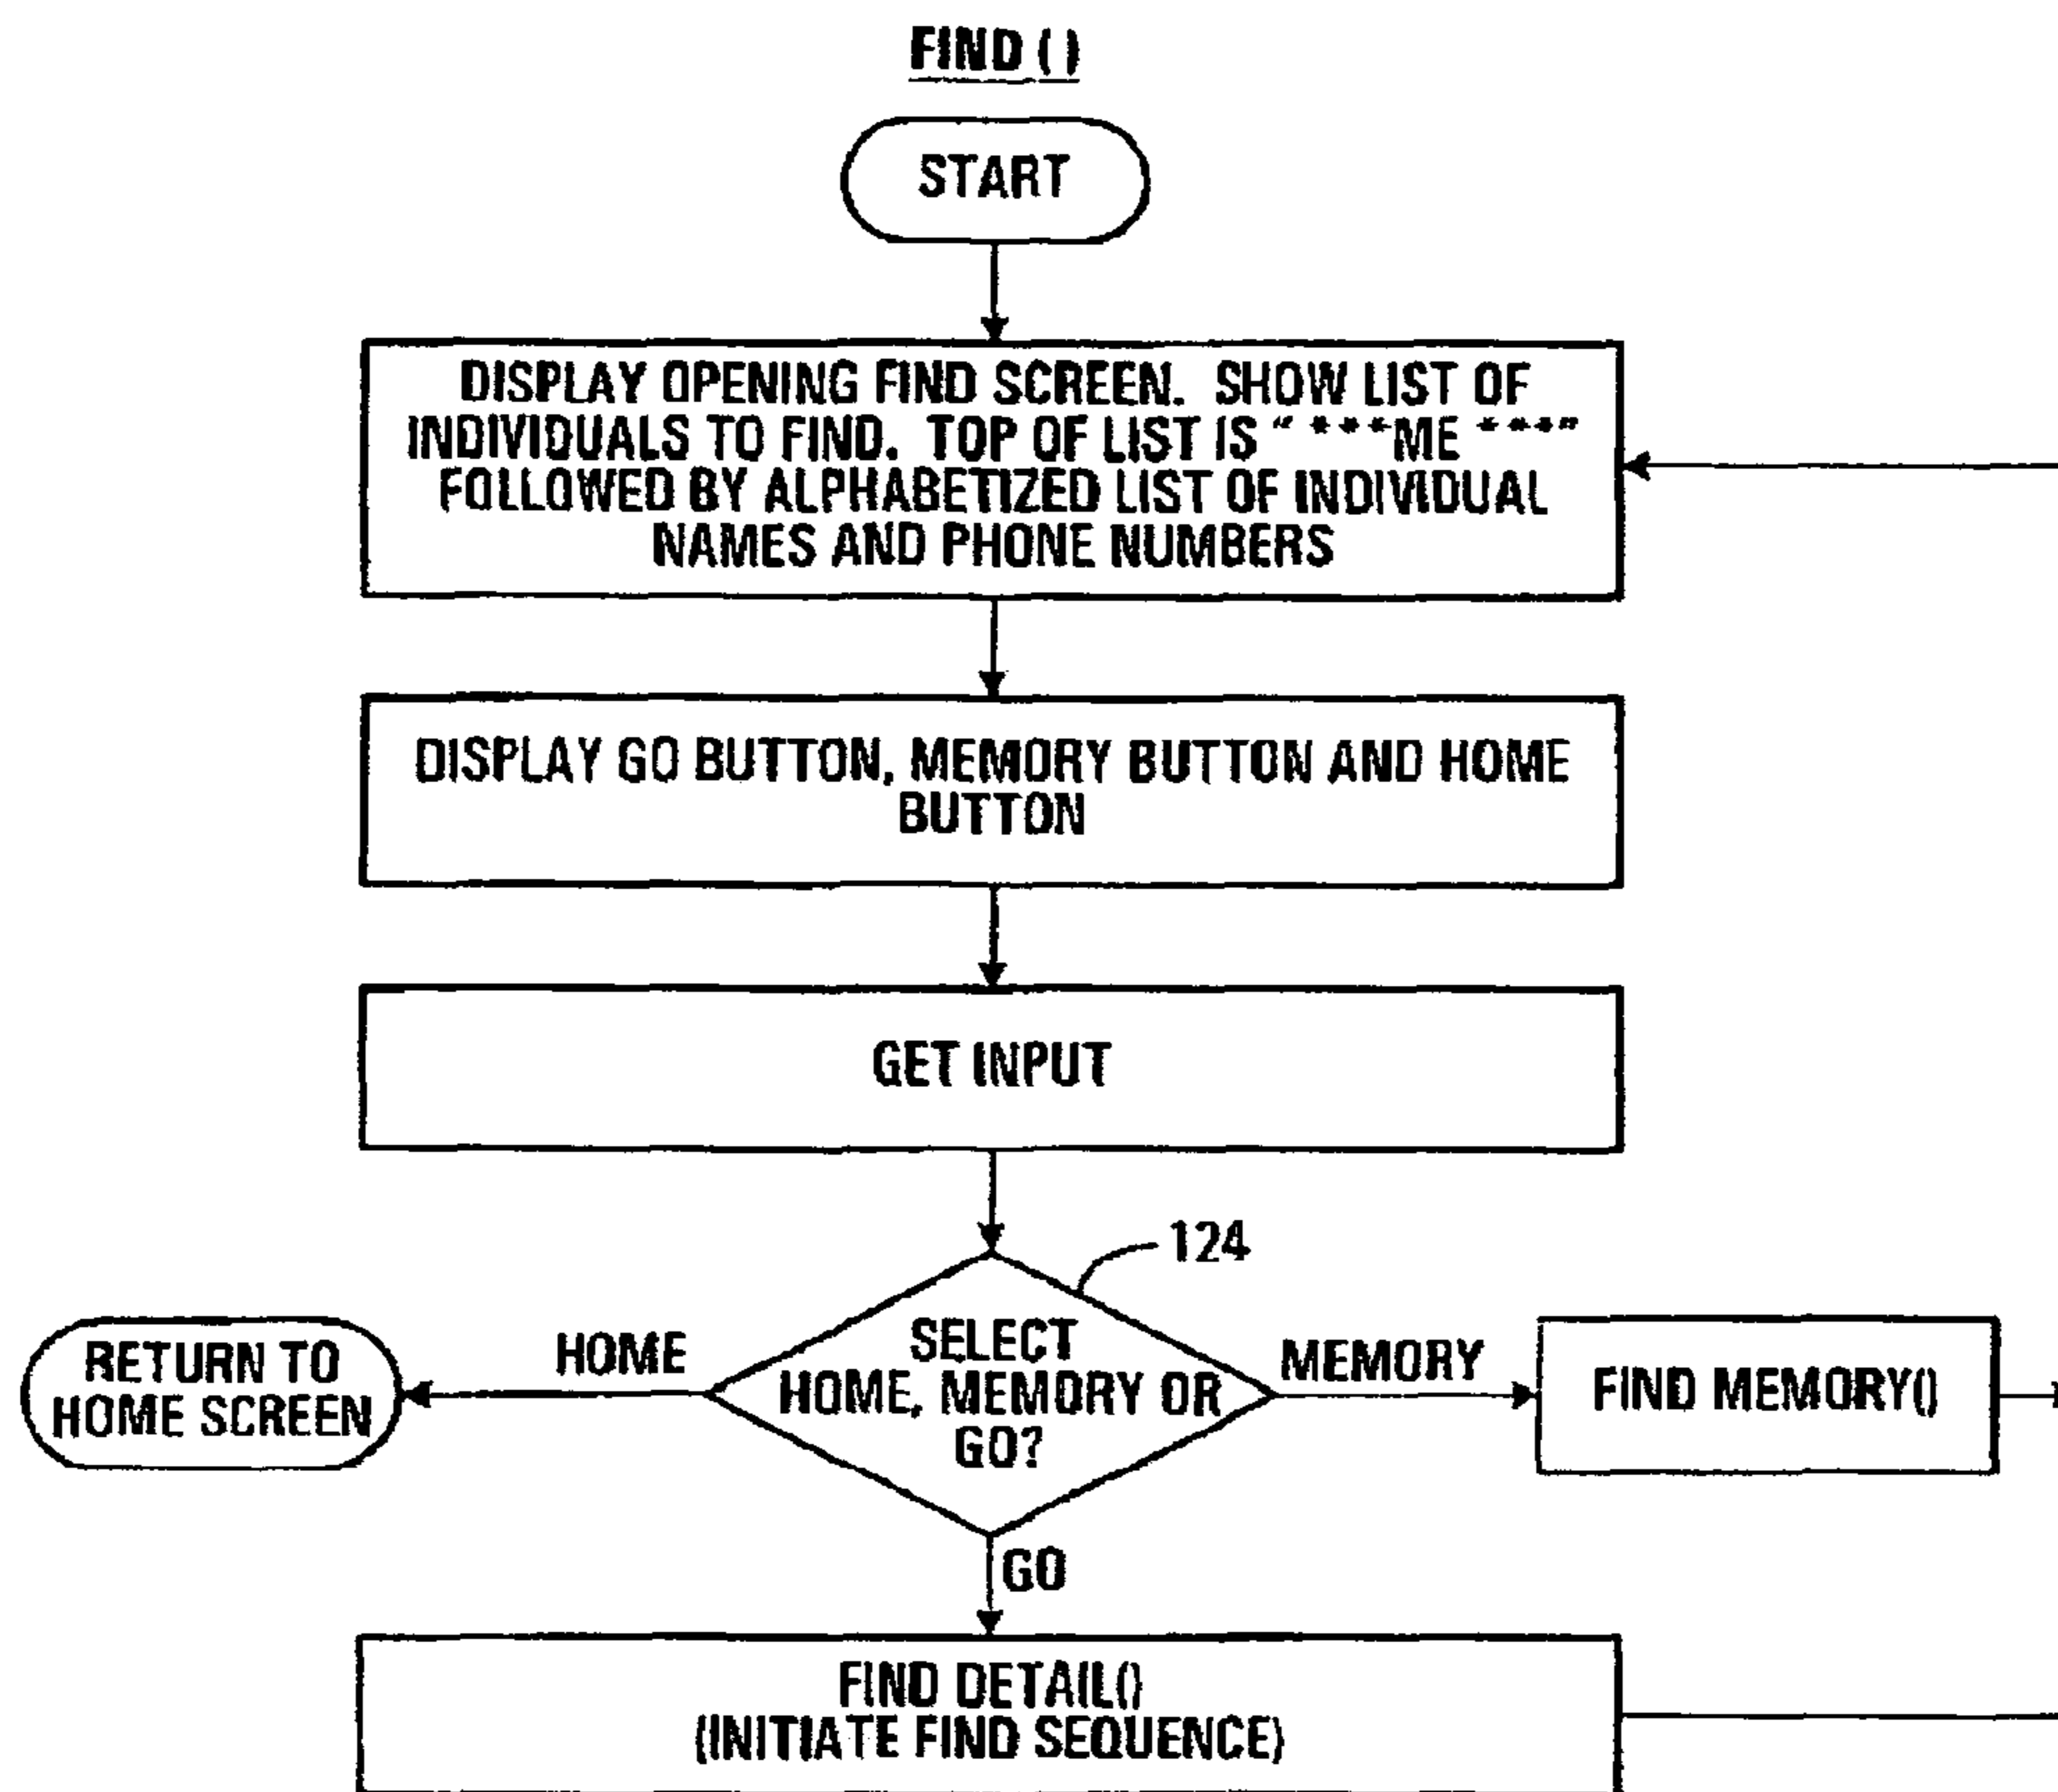 FIND ()
START
DISPLAY OPENING FIND SCREEN. SHOW LIST OF
INDIVIDUALS TO FIND. TOP OF LIST IS “ ***ME ***”
FOLLOWED BY ALPHABETIZED LIST OF INDIVIDUAL
NAMES AND PHONE NUMBERS
DISPLAY GO BUTTON, MEMORY BUTTON AND HOME
BUTTON
GET INPUT
124
SELECT
HOME, MEMORY OR
GO?
HOME
RETURN TO
HOME SCREEN
MEMORY
FIND MEMORY()
GO
FIND DETAIL()
(INITIATE FIND SEQUENCE)